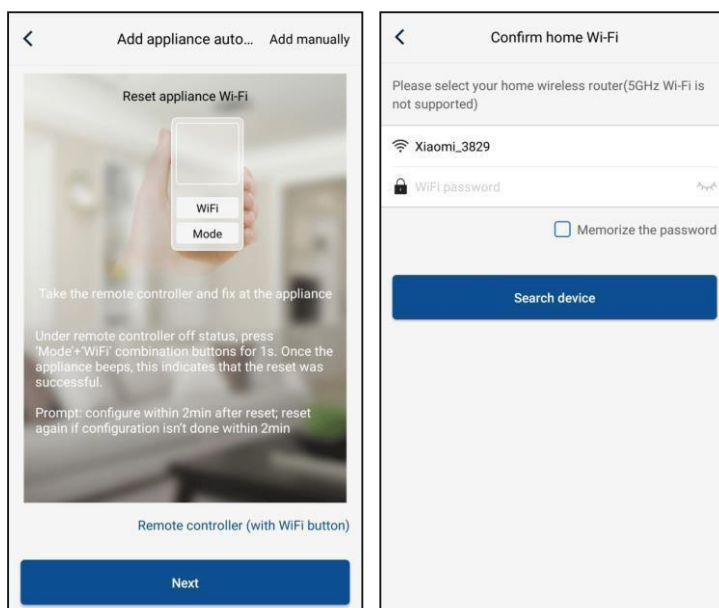 Add appliance auto... Add manually
Reset appliance Wi-Fi
WiFi
Mode
Take the remote controller and fix at the appliance
Under remote controller off status, press
'Mode'+'WiFi' combination buttons for 1s. Once the
appliance beeps, this indicates that the reset was
successful.
Prompt: configure within 2min after reset; reset
again if configuration isn't done within 2min
Remote controller (with WiFi button)
Next
Confirm home Wi-Fi
Please select your home wireless router(5GHz Wi-Fi is
not supported)
Xiaomi_3829
WiFi password
Memorize the password
Search device